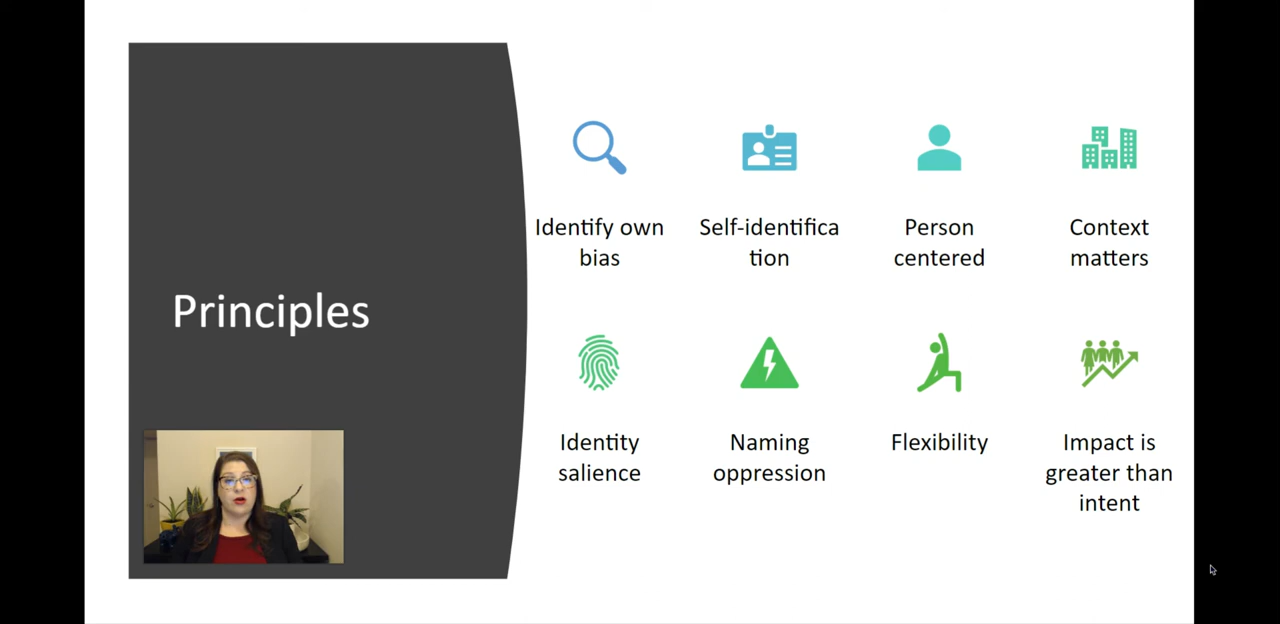 Principles
Identify own
bias
Self-identifica
tion
Person
centered
Context
matters
Identity
salience
Naming
oppression
Flexibility
Impact is
greater than
intent